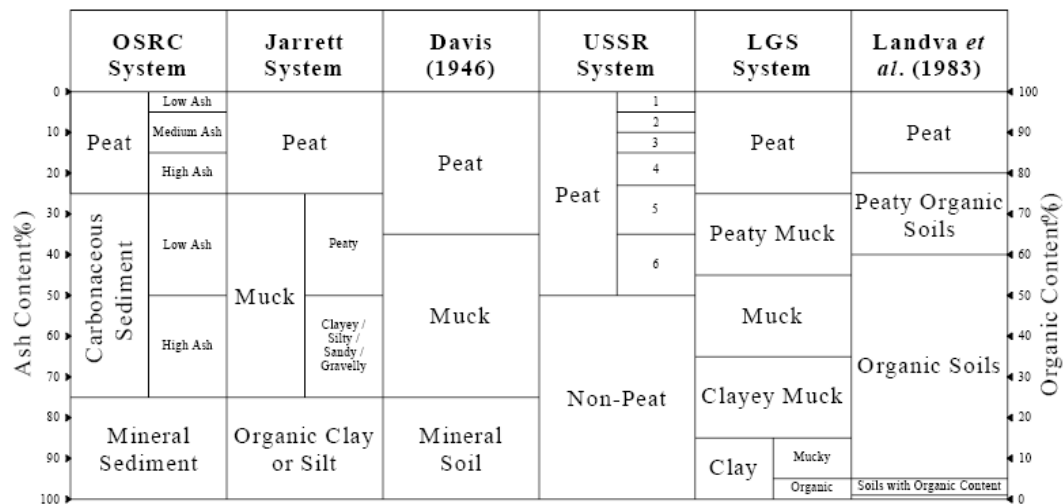 OSRC
System
Jarrett
System
Davis
(1946)
USSR
System
LGS
System
Landva et
al. (1983)
Ash Content%)
0
10
20
30
40
50
60
70
80
90
100
Peat
Low Ash
Medium Ash
High Ash
Carbonaceous
Sediment
Low Ash
High Ash
Mineral
Sediment
Peat
Muck
Peaty
Clayey /
Silty /
Sandy /
Gravelly
Organic Clay
or Silt
Peat
Muck
Mineral
Soil
Peat
1
2
3
4
5
6
Non-Peat
Peat
Peaty Muck
Muck
Clayey Muck
Clay
Mucky
Organic
Peat
Peaty Organic
Soils
Organic Soils
Soils with Organic Content
100
90
80
70
60
50
40
30
20
10
0
Organic Content%)